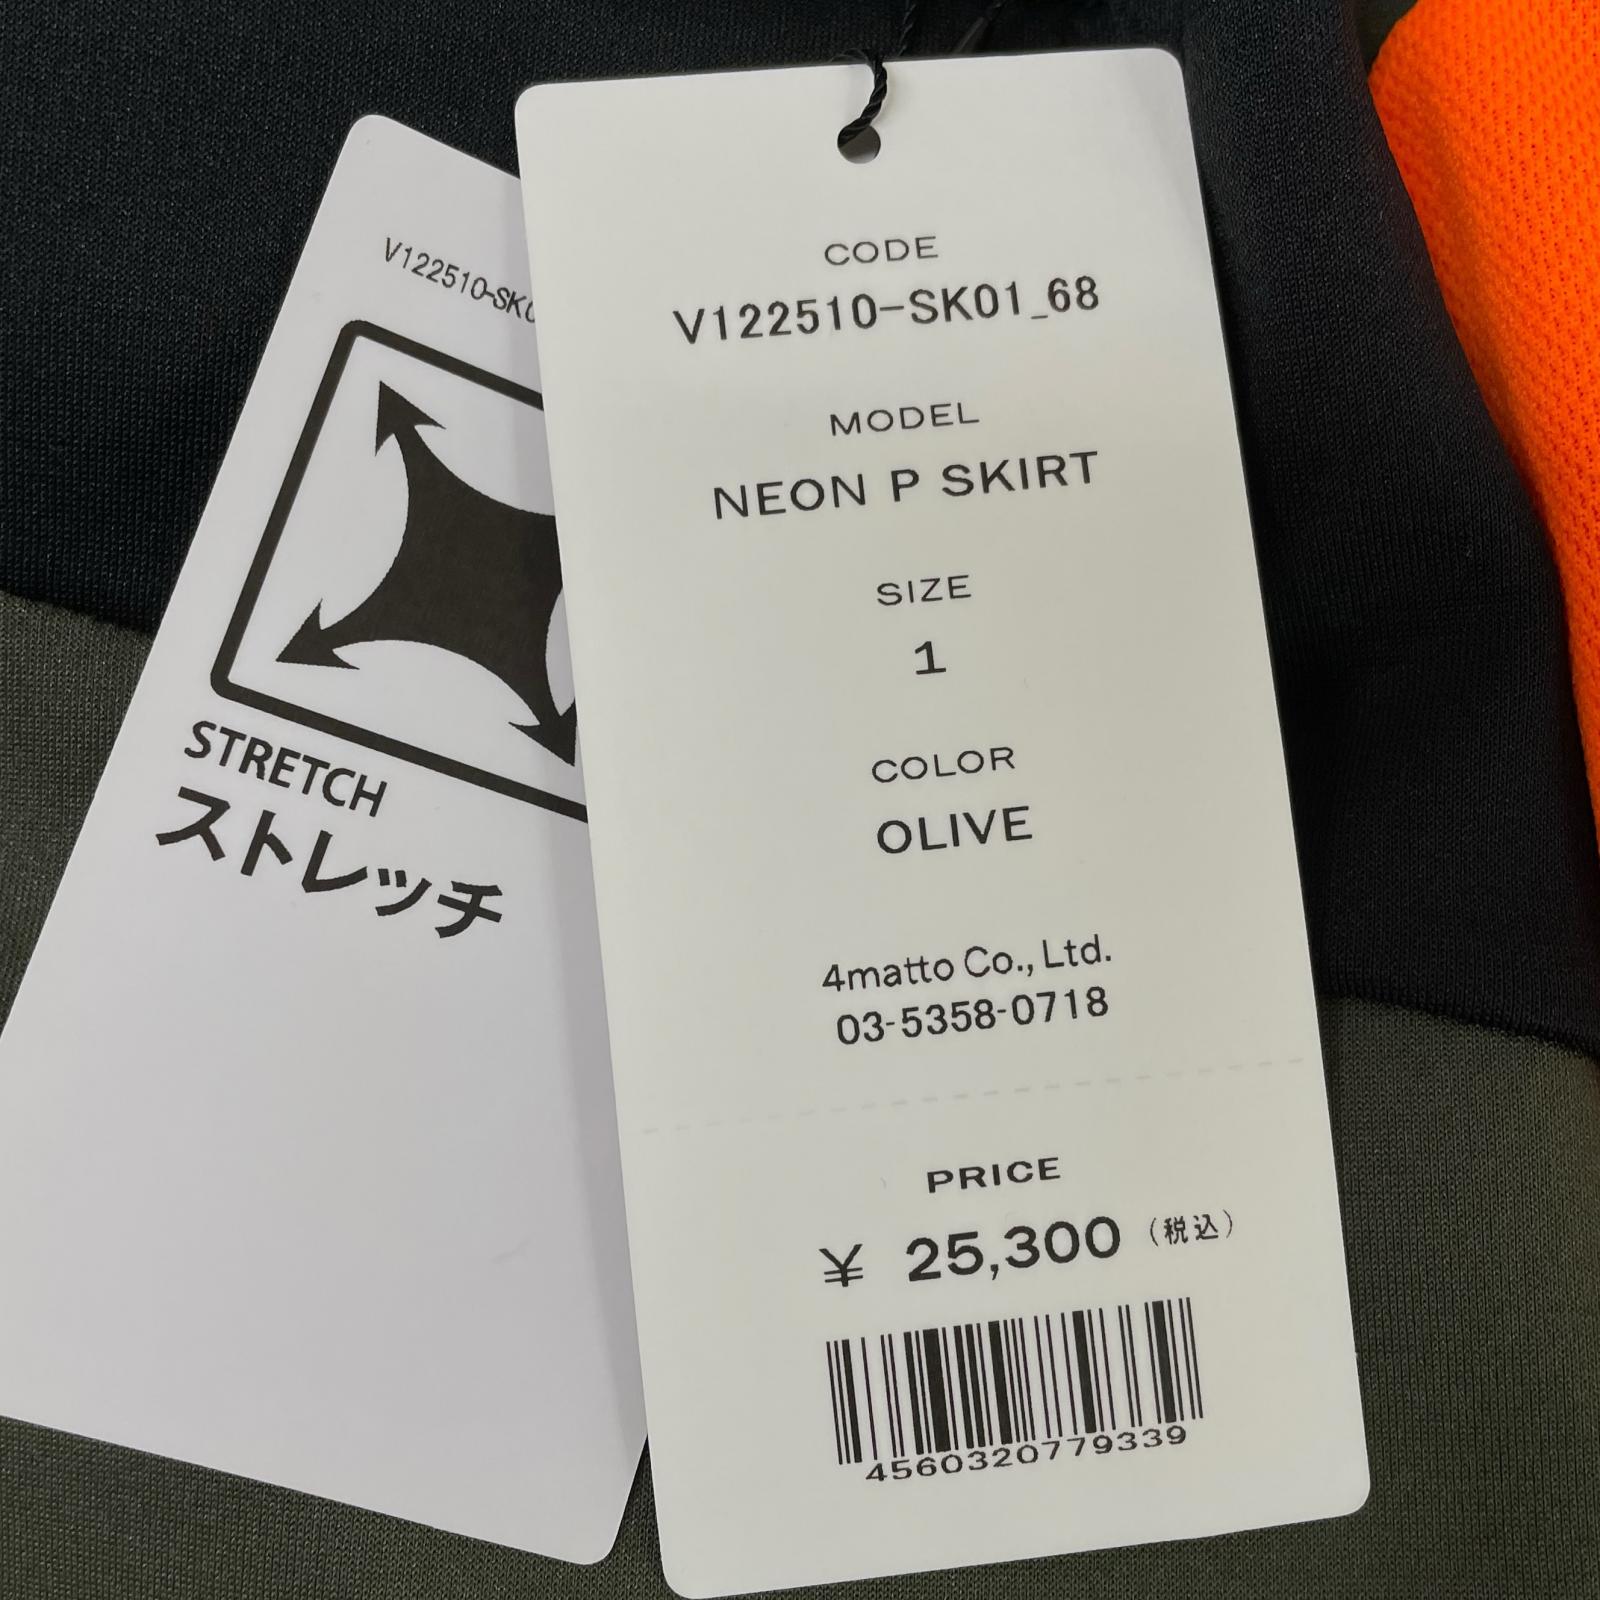 V122510-SK0
STRETCH
ストレッチ
CODE
V122510-SK01_68
MODEL
NEON P SKIRT
SIZE
1
COLOR
OLIVE
4matto Co., Ltd.
03-5358-0718
PRICE
¥ 25,300 (税込)
4560320779339